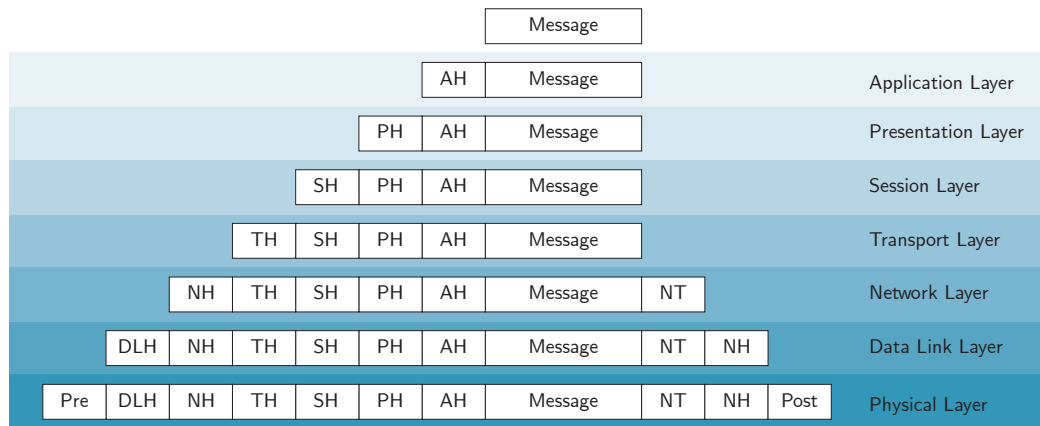 Message
AH Message Application Layer
PH AH Message Presentation Layer
SH PH AH Message Session Layer
TH SH PH AH Message Transport Layer
NH TH SH PH AH Message NT Network Layer
DLH NH TH SH PH AH Message NT NH Data Link Layer
Pre DLH NH TH SH PH AH Message NT NH Post Physical Layer